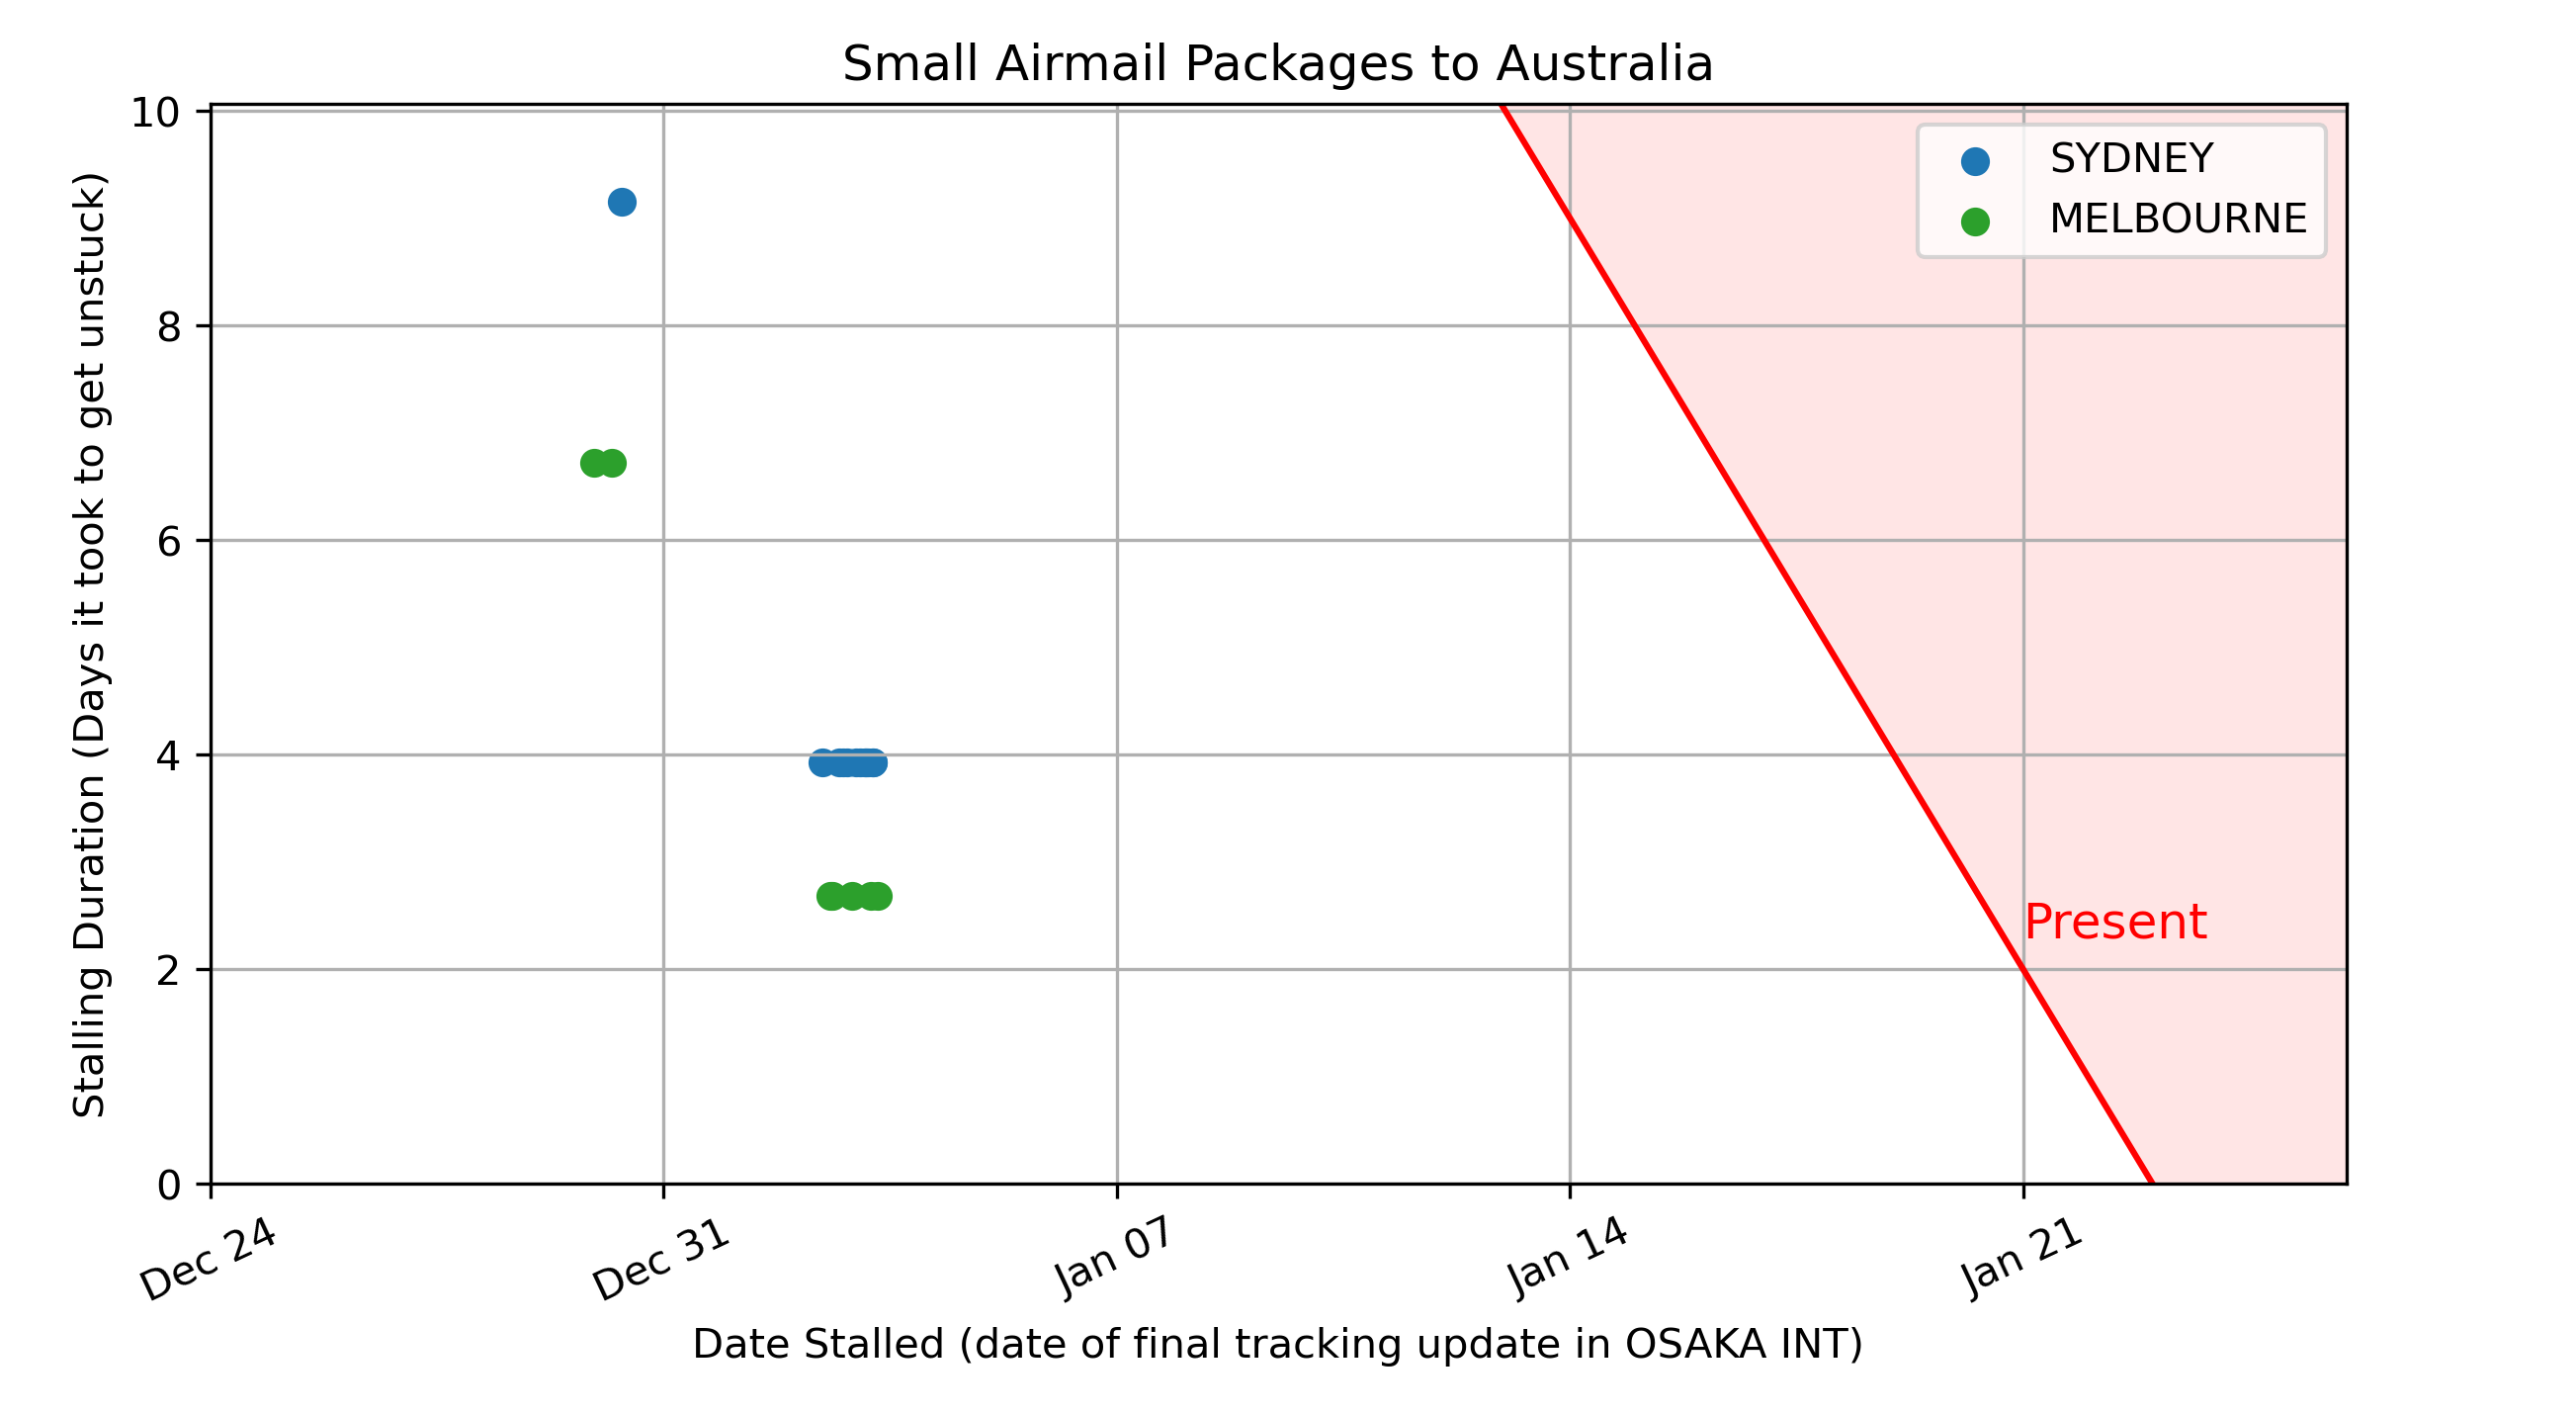 Small Airmail Packages to Australia
Stalling Duration (Days it took to get unstuck)
10
8
6
4
2
0
SYDNEY
MELBOURNE
Present
Dec 24
Dec 31
Jan 07
Jan 14
Jan 21
Date Stalled (date of final tracking update in OSAKA INT)